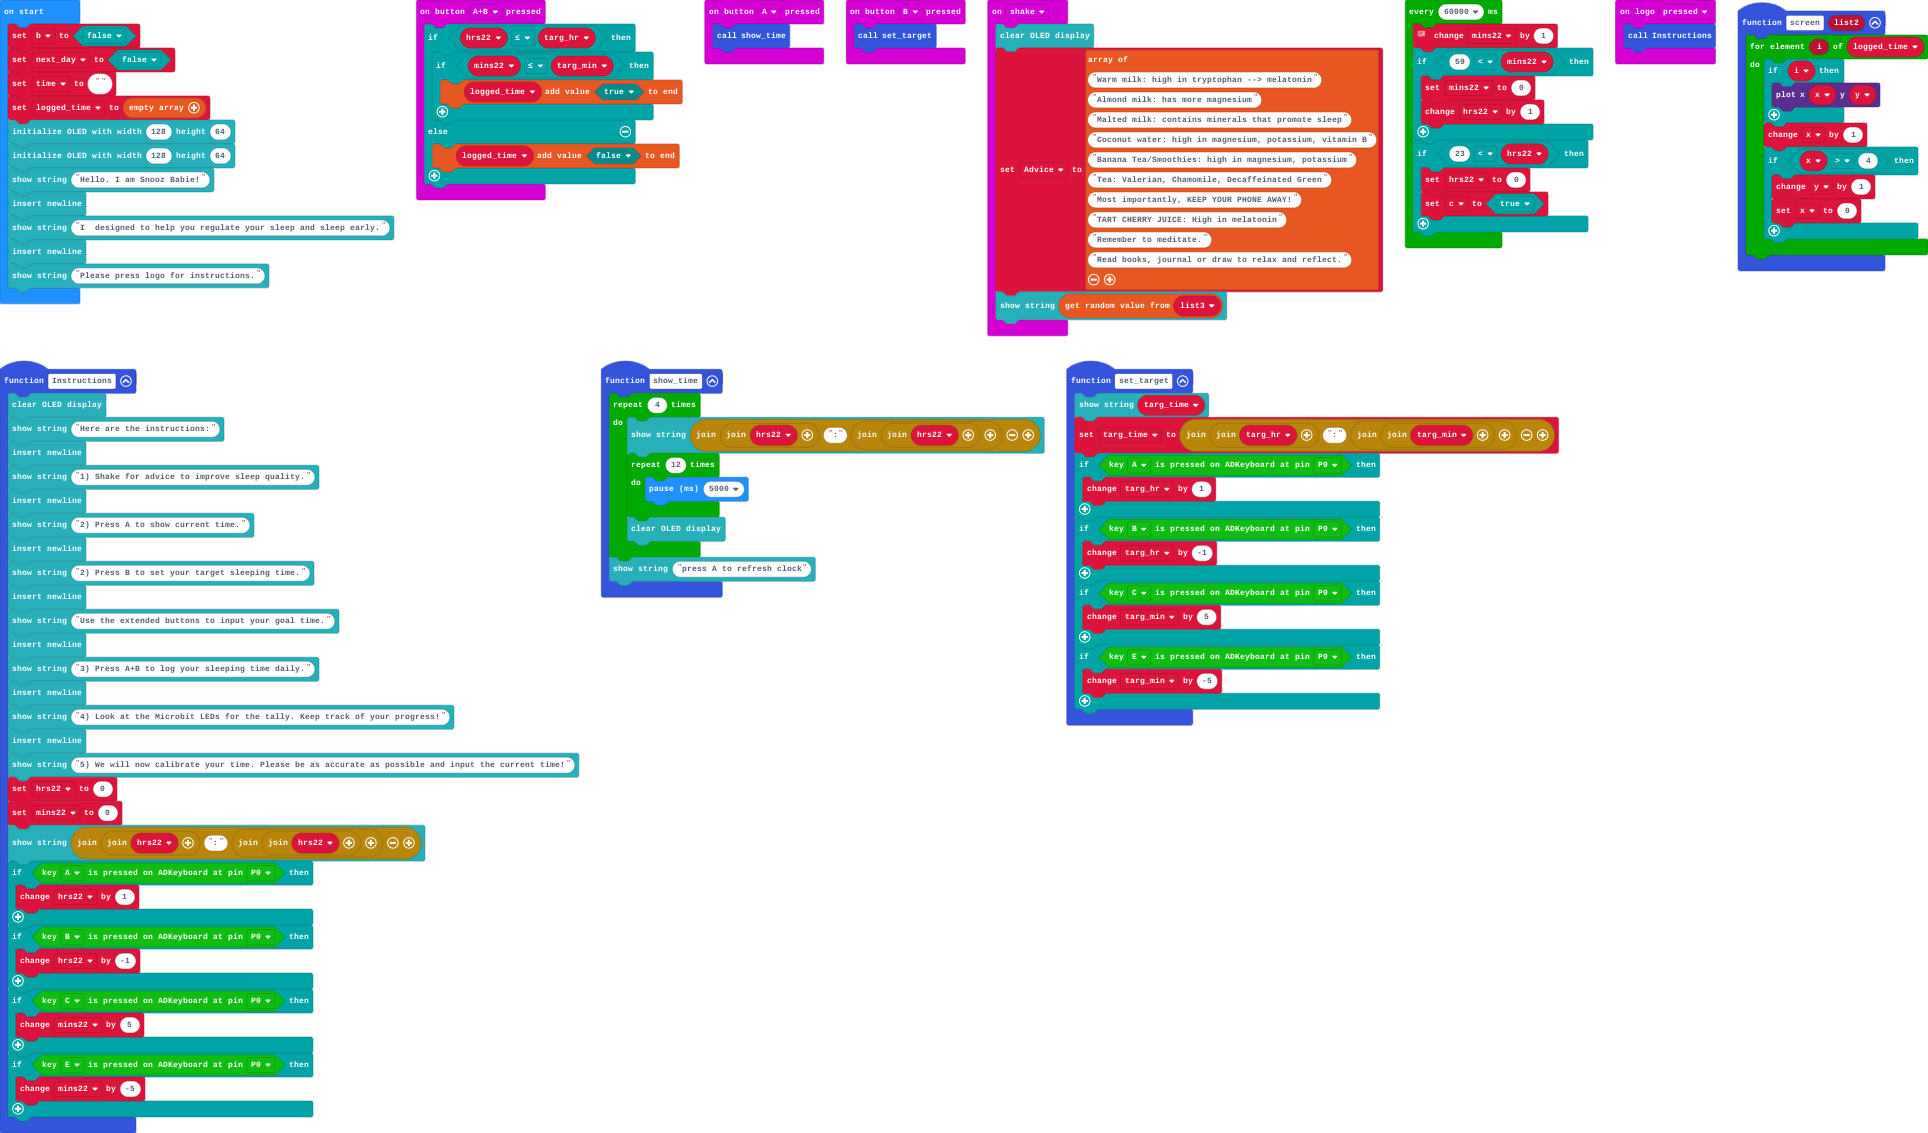 on start
set b to false
set next_day to false
set time to ""
set logged_time to empty array
initialize OLED with width 128 height 64
initialize OLED with width 128 height 64
show string "Hello. I am Snooz Babie!"
insert newline
show string "I  designed to help you regulate your sleep and sleep early."
insert newline
show string "Please press logo for instructions."
on button A+B pressed
if hrs22 ≤ targ_hr then
if mins22 ≤ targ_min then
logged_time add value true to end
else
logged_time add value false to end
on button A pressed
call show_time
on button B pressed
call set_target
on shake
clear OLED display
set Advice to
array of
"Warm milk: high in tryptophan --> melatonin"
"Almond milk: has more magnesium"
"Malted milk: contains minerals that promote sleep"
"Coconut water: high in magnesium, potassium, vitamin B"
"Banana Tea/Smoothies: high in magnesium, potassium"
"Tea: Valerian, Chamomile, Decaffeinated Green"
"Most importantly, KEEP YOUR PHONE AWAY!"
"TART CHERRY JUICE: High in melatonin"
"Remember to meditate."
"Read books, journal or draw to relax and reflect."
show string get random value from list3
every 60000 ms
change mins22 by 1
if 59 < mins22 then
set mins22 to 0
change hrs22 by 1
if 23 < hrs22 then
set hrs22 to 0
set c to true
on logo pressed
call Instructions
function screen list2
for element i of logged_time
do
if i then
plot x x y y
change x by 1
if x > 4 then
change y by 1
set x to 0
function Instructions
clear OLED display
show string "Here are the instructions:"
insert newline
show string "1) Shake for advice to improve sleep quality."
insert newline
show string "2) Press A to show current time."
insert newline
show string "2) Press B to set your target sleeping time."
insert newline
show string "Use the extended buttons to input your goal time."
insert newline
show string "3) Press A+B to log your sleeping time daily."
insert newline
show string "4) Look at the Microbit LEDs for the tally. Keep track of your progress!"
insert newline
show string "5) We will now calibrate your time. Please be as accurate as possible and input the current time!"
set hrs22 to 0
set mins22 to 0
show string join join hrs22 ":" join join hrs22
if key A is pressed on ADKeyboard at pin P0 then
change hrs22 by 1
if key B is pressed on ADKeyboard at pin P0 then
change hrs22 by -1
if key C is pressed on ADKeyboard at pin P0 then
change mins22 by 5
if key E is pressed on ADKeyboard at pin P0 then
change mins22 by -5
function show_time
repeat 4 times
do
show string join join hrs22 ":" join join hrs22
repeat 12 times
do pause (ms) 5000
clear OLED display
show string "press A to refresh clock"
function set_target
show string targ_time
set targ_time to join join targ_hr ":" join join targ_min
if key A is pressed on ADKeyboard at pin P0 then
change targ_hr by 1
if key B is pressed on ADKeyboard at pin P0 then
change targ_hr by -1
if key C is pressed on ADKeyboard at pin P0 then
change targ_min by 5
if key E is pressed on ADKeyboard at pin P0 then
change targ_min by -5